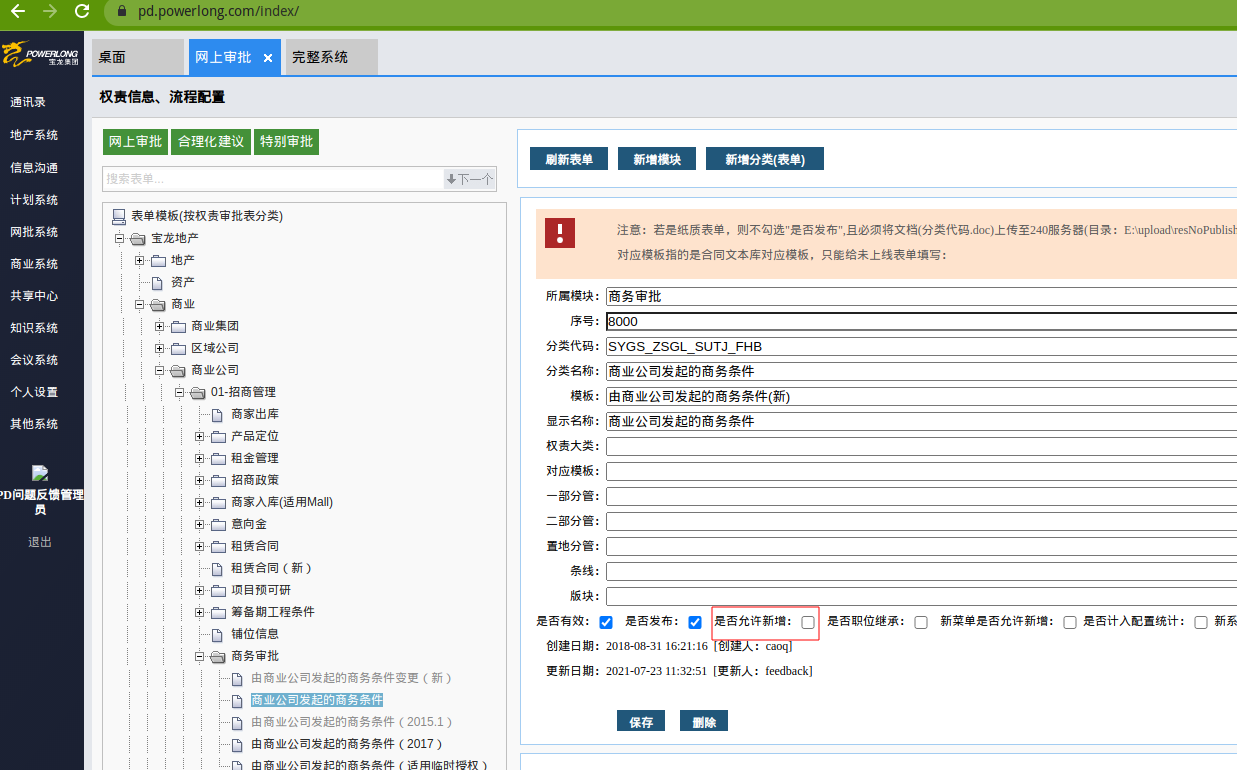 pd.powerlong.com/index/
POWERLONG
宝龙集团
桌面
网上审批 ×
完整系统
通讯录
地产系统
信息沟通
计划系统
网批系统
商业系统
共享中心
知识系统
会议系统
个人设置
其他系统
PD问题反馈管理
员
退出
权责信息、流程配置
网上审批 合理化建议 特别审批
搜索表单... 下一个
表单模板(按权责审批表分类)
宝龙地产
地产
资产
商业
商业集团
区域公司
商业公司
01-招商管理
商家出库
产品定位
租金管理
招商政策
商家入库(适用Mall)
意向金
租赁合同
租赁合同（新）
项目预可研
筹备期工程条件
铺位信息
商务审批
由商业公司发起的商务条件变更（新）
商业公司发起的商务条件
由商业公司发起的商务条件（2015.1）
由商业公司发起的商务条件（2017）
由商业公司发起的商务条件（适用临时授权）
刷新表单 新增模块 新增分类(表单)
注意: 若是纸质表单，则不勾选"是否发布",且必须将文档(分类代码.doc)上传至240服务器(目录: E:\upload\resNoPublish
对应模板指的是合同文本库对应模板，只能给未上线表单填写:
所属模块: 商务审批
序号: 8000
分类代码: SYGS_ZSGL_SUTJ_FHB
分类名称: 商业公司发起的商务条件
模板: 由商业公司发起的商务条件(新)
显示名称: 商业公司发起的商务条件
权责大类:
对应模板:
一部分管:
二部分管:
置地分管:
条线:
版块:
是否有效: 是否发布: 是否允许新增: 是否职位继承: 新菜单是否允许新增: 是否计入配置统计: 新系
创建日期: 2018-08-31 16:21:16 [创建人: caoq]
更新日期: 2021-07-23 11:32:51 [更新人: feedback]
保存 删除